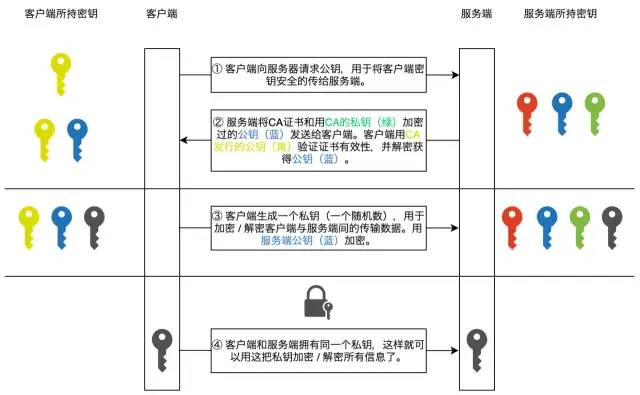 客户端所持密钥
客户端
服务端
服务端所持密钥
① 客户端向服务器请求公钥，用于将客户端密
钥安全的传给服务端。
② 服务端将CA证书和用CA的私钥（绿）加密
过的公钥（蓝）发送给客户端。客户端用CA
发行的公钥（黄）验证证书有效性，并解密获
得公钥（蓝）。
③ 客户端生成一个私钥（一个随机数），用于
加密 / 解密客户端与服务端间的传输数据。用
服务端公钥（蓝）加密。
④ 客户端和服务端拥有同一个私钥，这样就可
以用这把私钥加密 / 解密所有信息了。